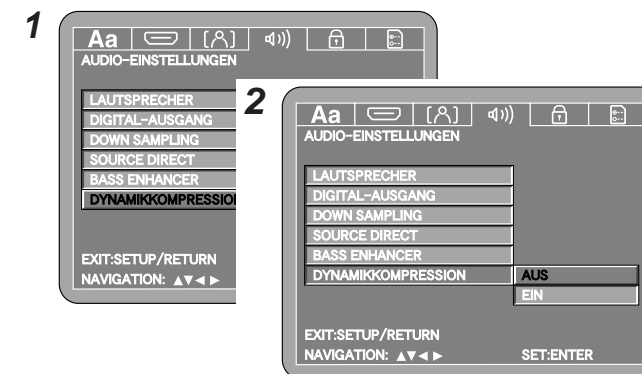 1
Aa
AUDIO-EINSTELLUNGEN
LAUTSPRECHER
DIGITAL-AUSGANG
DOWN SAMPLING
SOURCE DIRECT
BASS ENHANCER
EXIT:SETUP/RETURN
NAVIGATION: ▲▼◄ ►
2
Aa
AUDIO-EINSTELLUNGEN
LAUTSPRECHER
DIGITAL-AUSGANG
DOWN SAMPLING
SOURCE DIRECT
BASS ENHANCER
DYNAMIKKOMPRESSION AUS
EIN
EXIT:SETUP/RETURN
NAVIGATION: ▲▼◄ ► SET:ENTER